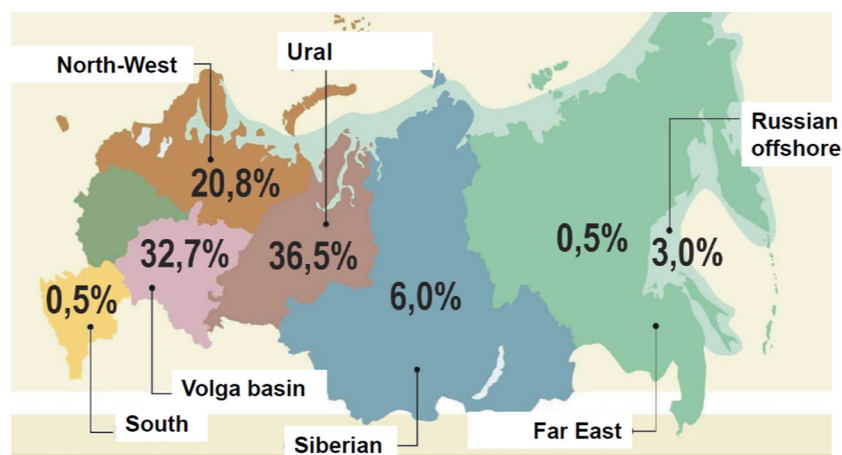 Ural
North-West
Russian
offshore
20,8%
32,7%
36,5%
0,5%
3,0%
0,5%
6,0%
Volga basin
South
Siberian
Far East